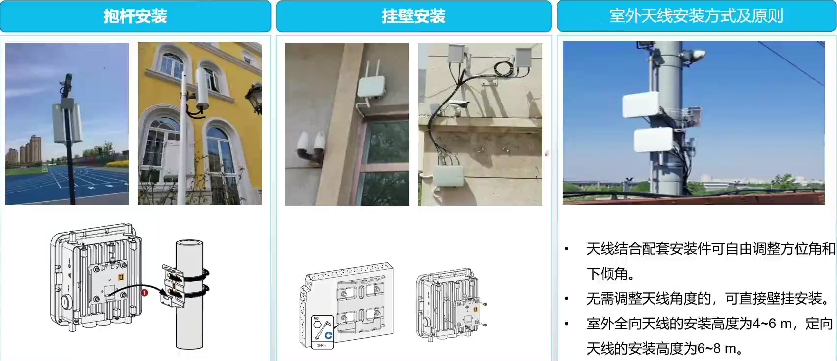 抱杆安装
挂壁安装
室外天线安装方式及原则
• 天线结合配套安装件可自由调整方位角和
下倾角。
• 无需调整天线角度的，可直接壁挂安装。
• 室外全向天线的安装高度为4~6 m，定向
天线的安装高度为6~8 m。